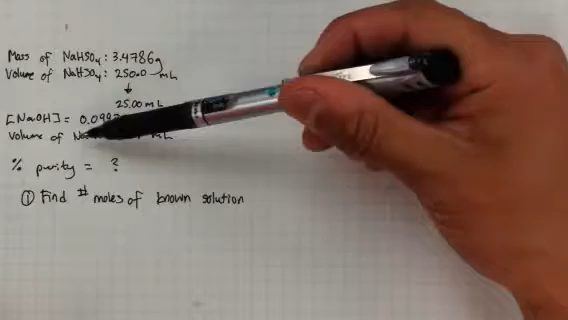 Mass of NaHSO4: 3.4786g
Volume of NaHSO4: 250.0 mL
↓
25.00 mL
[NaOH] = 0.099
Volume of mL
% purity = ?
① Find # moles of known solution